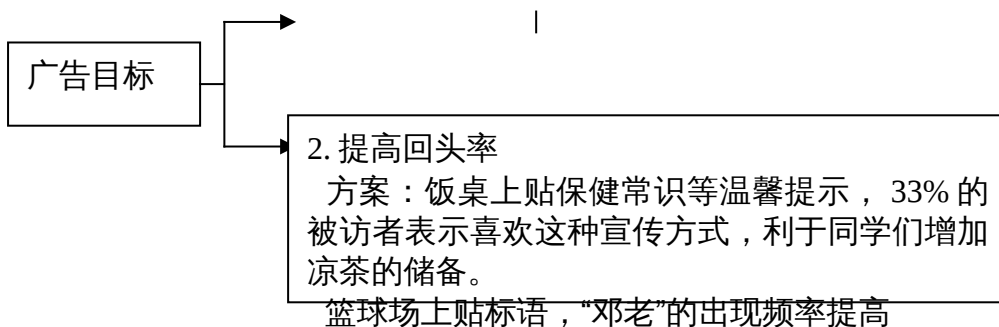 广告目标
2. 提高回头率
方案：饭桌上贴保健常识等温馨提示， 33% 的
被访者表示喜欢这种宣传方式，利于同学们增加
凉茶的储备。
篮球场上贴标语，“邓老”的出现频率提高